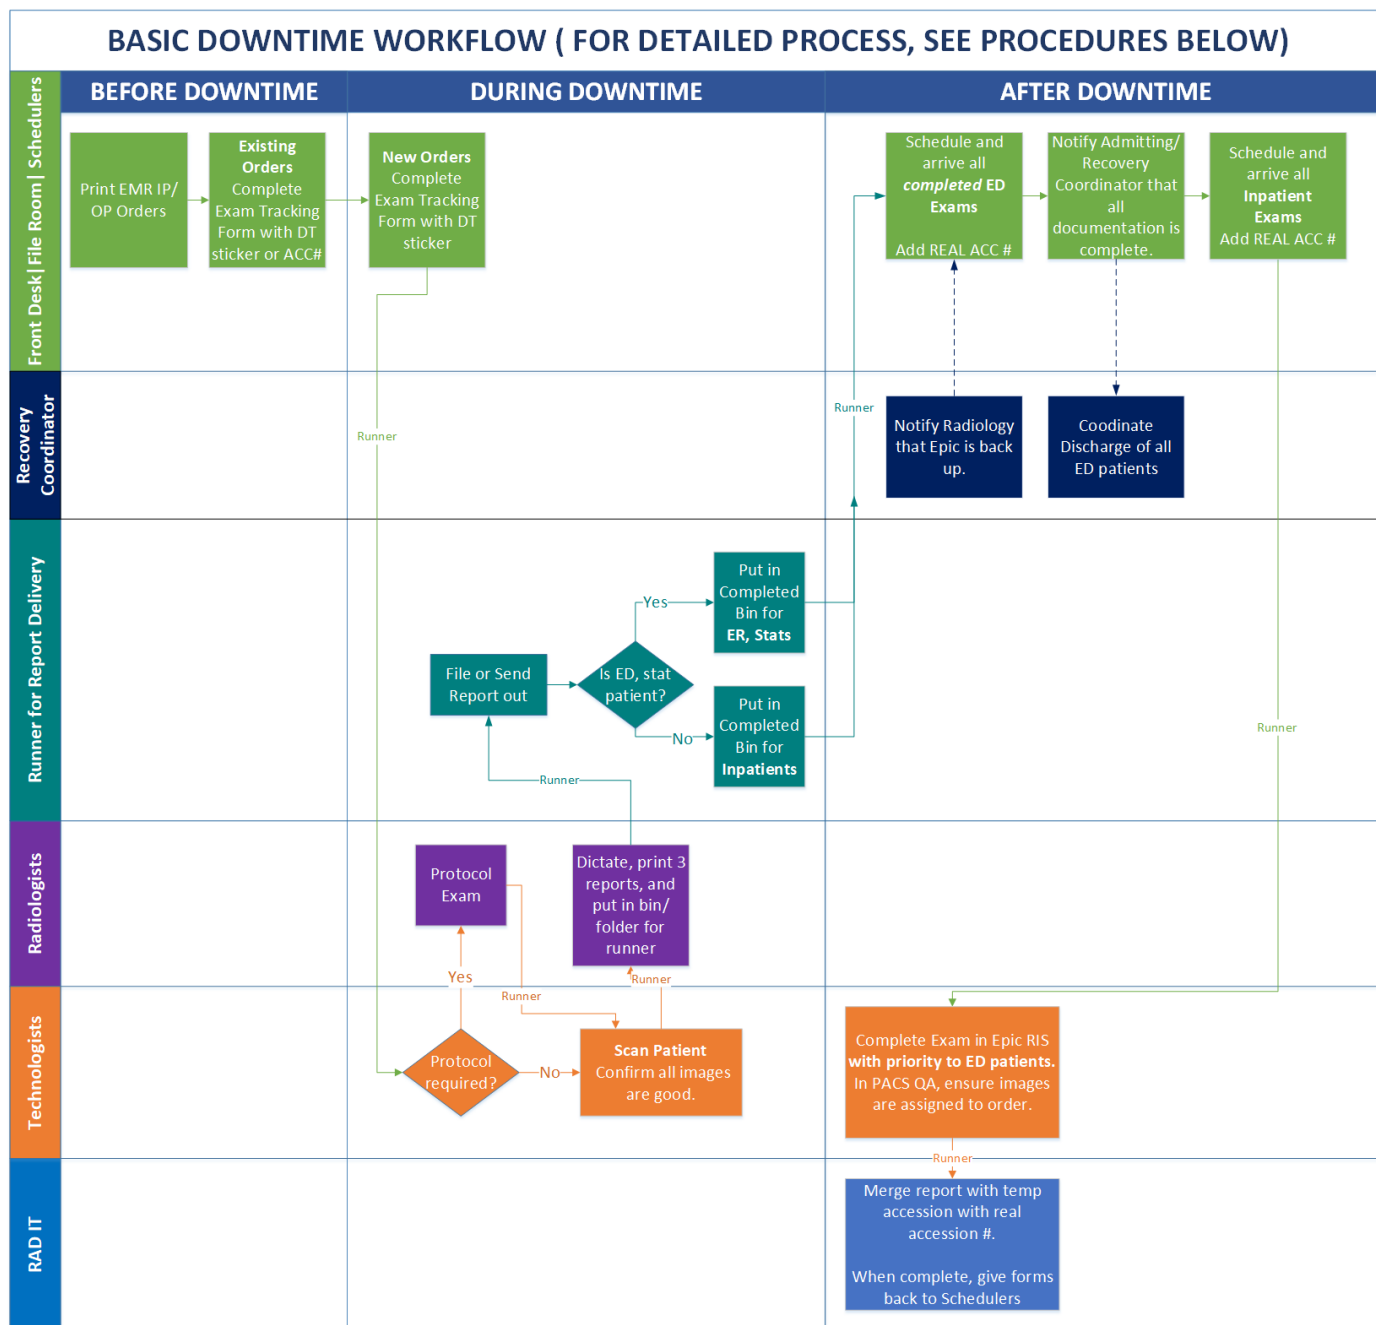 BASIC DOWNTIME WORKFLOW ( FOR DETAILED PROCESS, SEE PROCEDURES BELOW)
BEFORE DOWNTIME
DURING DOWNTIME
AFTER DOWNTIME
Front Desk|File Room| Schedulers
Print EMR IP/
OP Orders
Existing
Orders
Complete
Exam Tracking
Form with DT
sticker or ACC#
New Orders
Complete
Exam Tracking
Form with DT
sticker
Schedule and
arrive all
completed ED
Exams
Add REAL ACC #
Notify Admitting/
Recovery
Coordinator that
all
documentation is
complete.
Schedule and
arrive all
Inpatient
Exams
Add REAL ACC #
Recovery
Coordinator
Runner
Runner
Notify Radiology
that Epic is back
up.
Coodinate
Discharge of all
ED patients
Runner for Report Delivery
File or Send
Report out
Is ED, stat
patient?
Yes
No
Put in
Completed
Bin for
ER, Stats
Put in
Completed
Bin for
Inpatients
Runner
Runner
Radiologists
Protocol
Exam
Dictate, print 3
reports, and
put in bin/
folder for
runner
Yes
Runner
Runner
Technologists
Protocol
required?
No
Scan Patient
Confirm all images
are good.
Complete Exam in Epic RIS
with priority to ED patients.
In PACS QA, ensure images
are assigned to order.
Runner
RAD IT
Merge report with temp
accession with real
accession #.
When complete, give forms
back to Schedulers